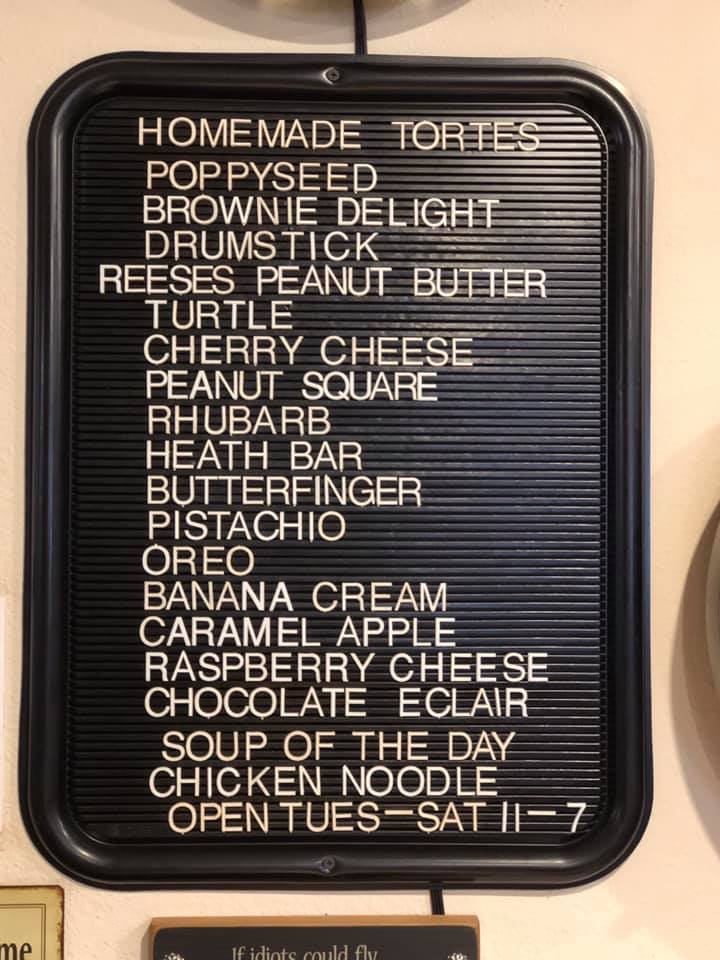 HOMEMADE TORTES
POPPYSEED
BROWNIE DELIGHT
DRUMSTICK
REESES PEANUT BUTTER
TURTLE
CHERRY CHEESE
PEANUT SQUARE
RHUBARB
HEATH BAR
BUTTERFINGER
PISTACHIO
OREO
BANANA CREAM
CARAMEL APPLE
RASPBERRY CHEESE
CHOCOLATE ECLAIR
SOUP OF THE DAY
CHICKEN NOODLE
OPEN TUES—SAT 11—7
me
If idiots could fly